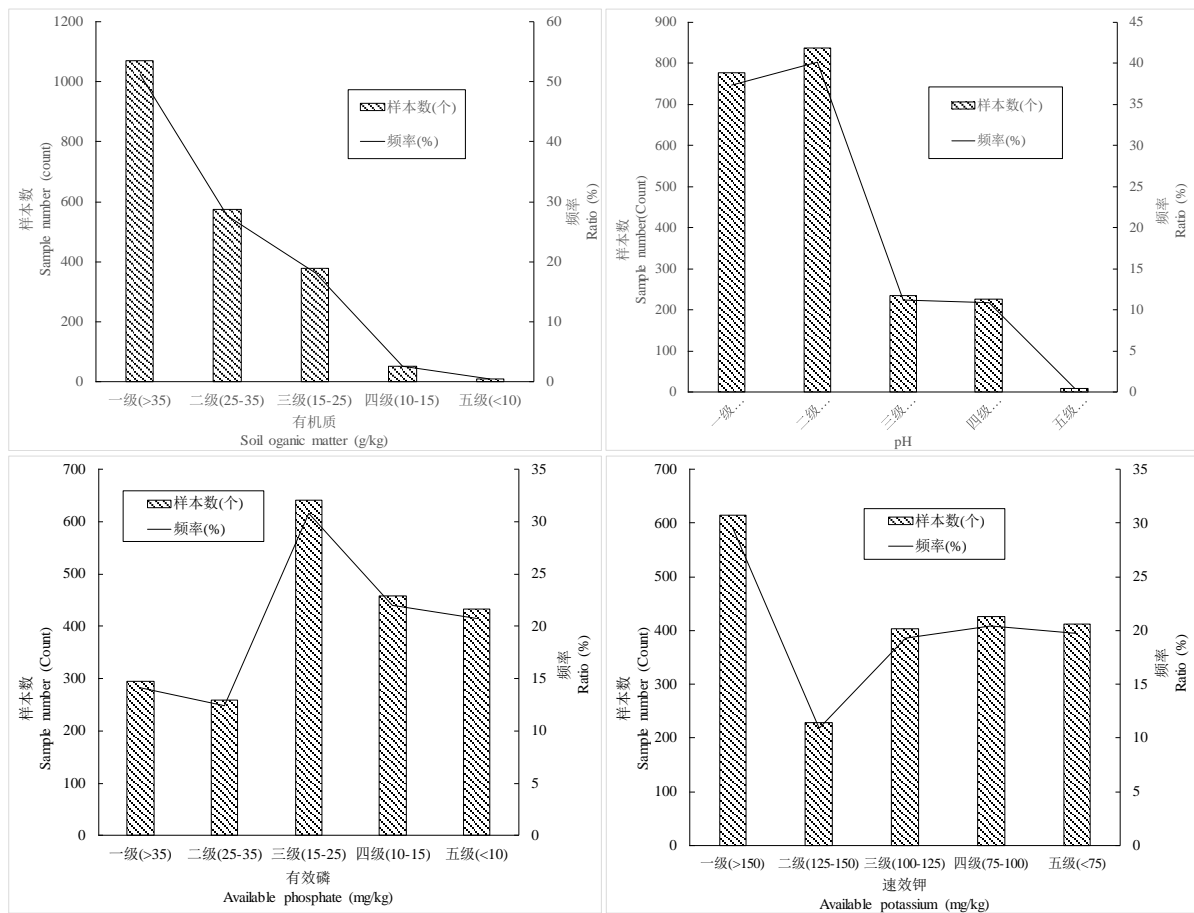 1200
1000
800
600
400
200
0
60
50
40
30
20
10
0
样本数
Sample number (count)
频率
Ratio (%)
样本数(个)
频率(%)
一级(>35) 二级(25-35) 三级(15-25) 四级(10-15) 五级(<10)
有机质
Soil oganic matter (g/kg)
900
800
700
600
500
400
300
200
100
0
45
40
35
30
25
20
15
10
5
0
样本数
Sample number(Count)
频率
Ratio (%)
样本数(个)
频率(%)
一级… 二级… 三级… 四级… 五级…
pH
700
600
500
400
300
200
100
0
35
30
25
20
15
10
5
0
样本数
Sample number (Count)
频率
Ratio (%)
样本数(个)
频率(%)
一级(>35) 二级(25-35) 三级(15-25) 四级(10-15) 五级(<10)
有效磷
Available phosphate (mg/kg)
700
600
500
400
300
200
100
0
35
30
25
20
15
10
5
0
样本数
Sample number (Count)
频率
Ratio (%)
样本数(个)
频率(%)
一级(>150) 二级(125-150) 三级(100-125) 四级(75-100) 五级(<75)
速效钾
Available potassium (mg/kg)